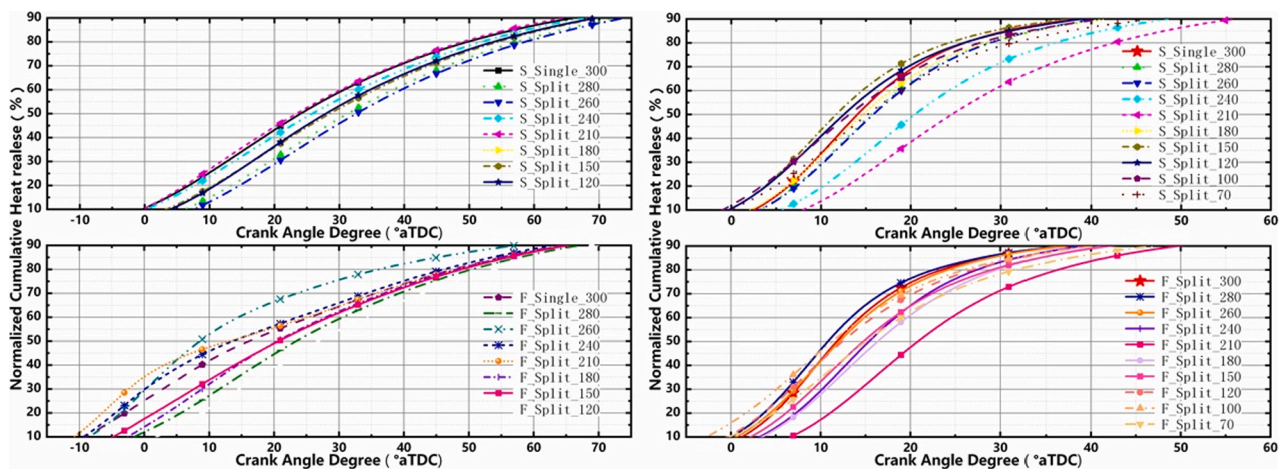 Normalized Cumulative Heat realese (%)
90
80
70
60
50
40
30
20
10
S_Single_300
S_Split_280
S_Split_260
S_Split_240
S_Split_210
S_Split_180
S_Split_150
S_Split_120
-10 0 10 20 30 40 50 60 70
Crank Angle Degree ( °aTDC)
Normalized Cumulative Heat realese (%)
90
80
70
60
50
40
30
20
10
S_Single_300
S_Split_280
S_Split_260
S_Split_240
S_Split_210
S_Split_180
S_Split_150
S_Split_120
S_Split_100
S_Split_70
0 10 20 30 40 50 60
Crank Angle Degree ( °aTDC)
90
80
70
60
50
40
30
20
10
F_Single_300
F_Split_280
F_Split_260
F_Split_240
F_Split_210
F_Split_180
F_Split_150
F_Split_120
-10 0 10 20 30 40 50 60 70
Crank Angle Degree ( °aTDC)
90
80
70
60
50
40
30
20
10
F_Split_300
F_Split_280
F_Split_260
F_Split_240
F_Split_210
F_Split_180
F_Split_150
F_Split_120
F_Split_100
F_Split_70
0 10 20 30 40 50 60
Crank Angle Degree ( °aTDC)